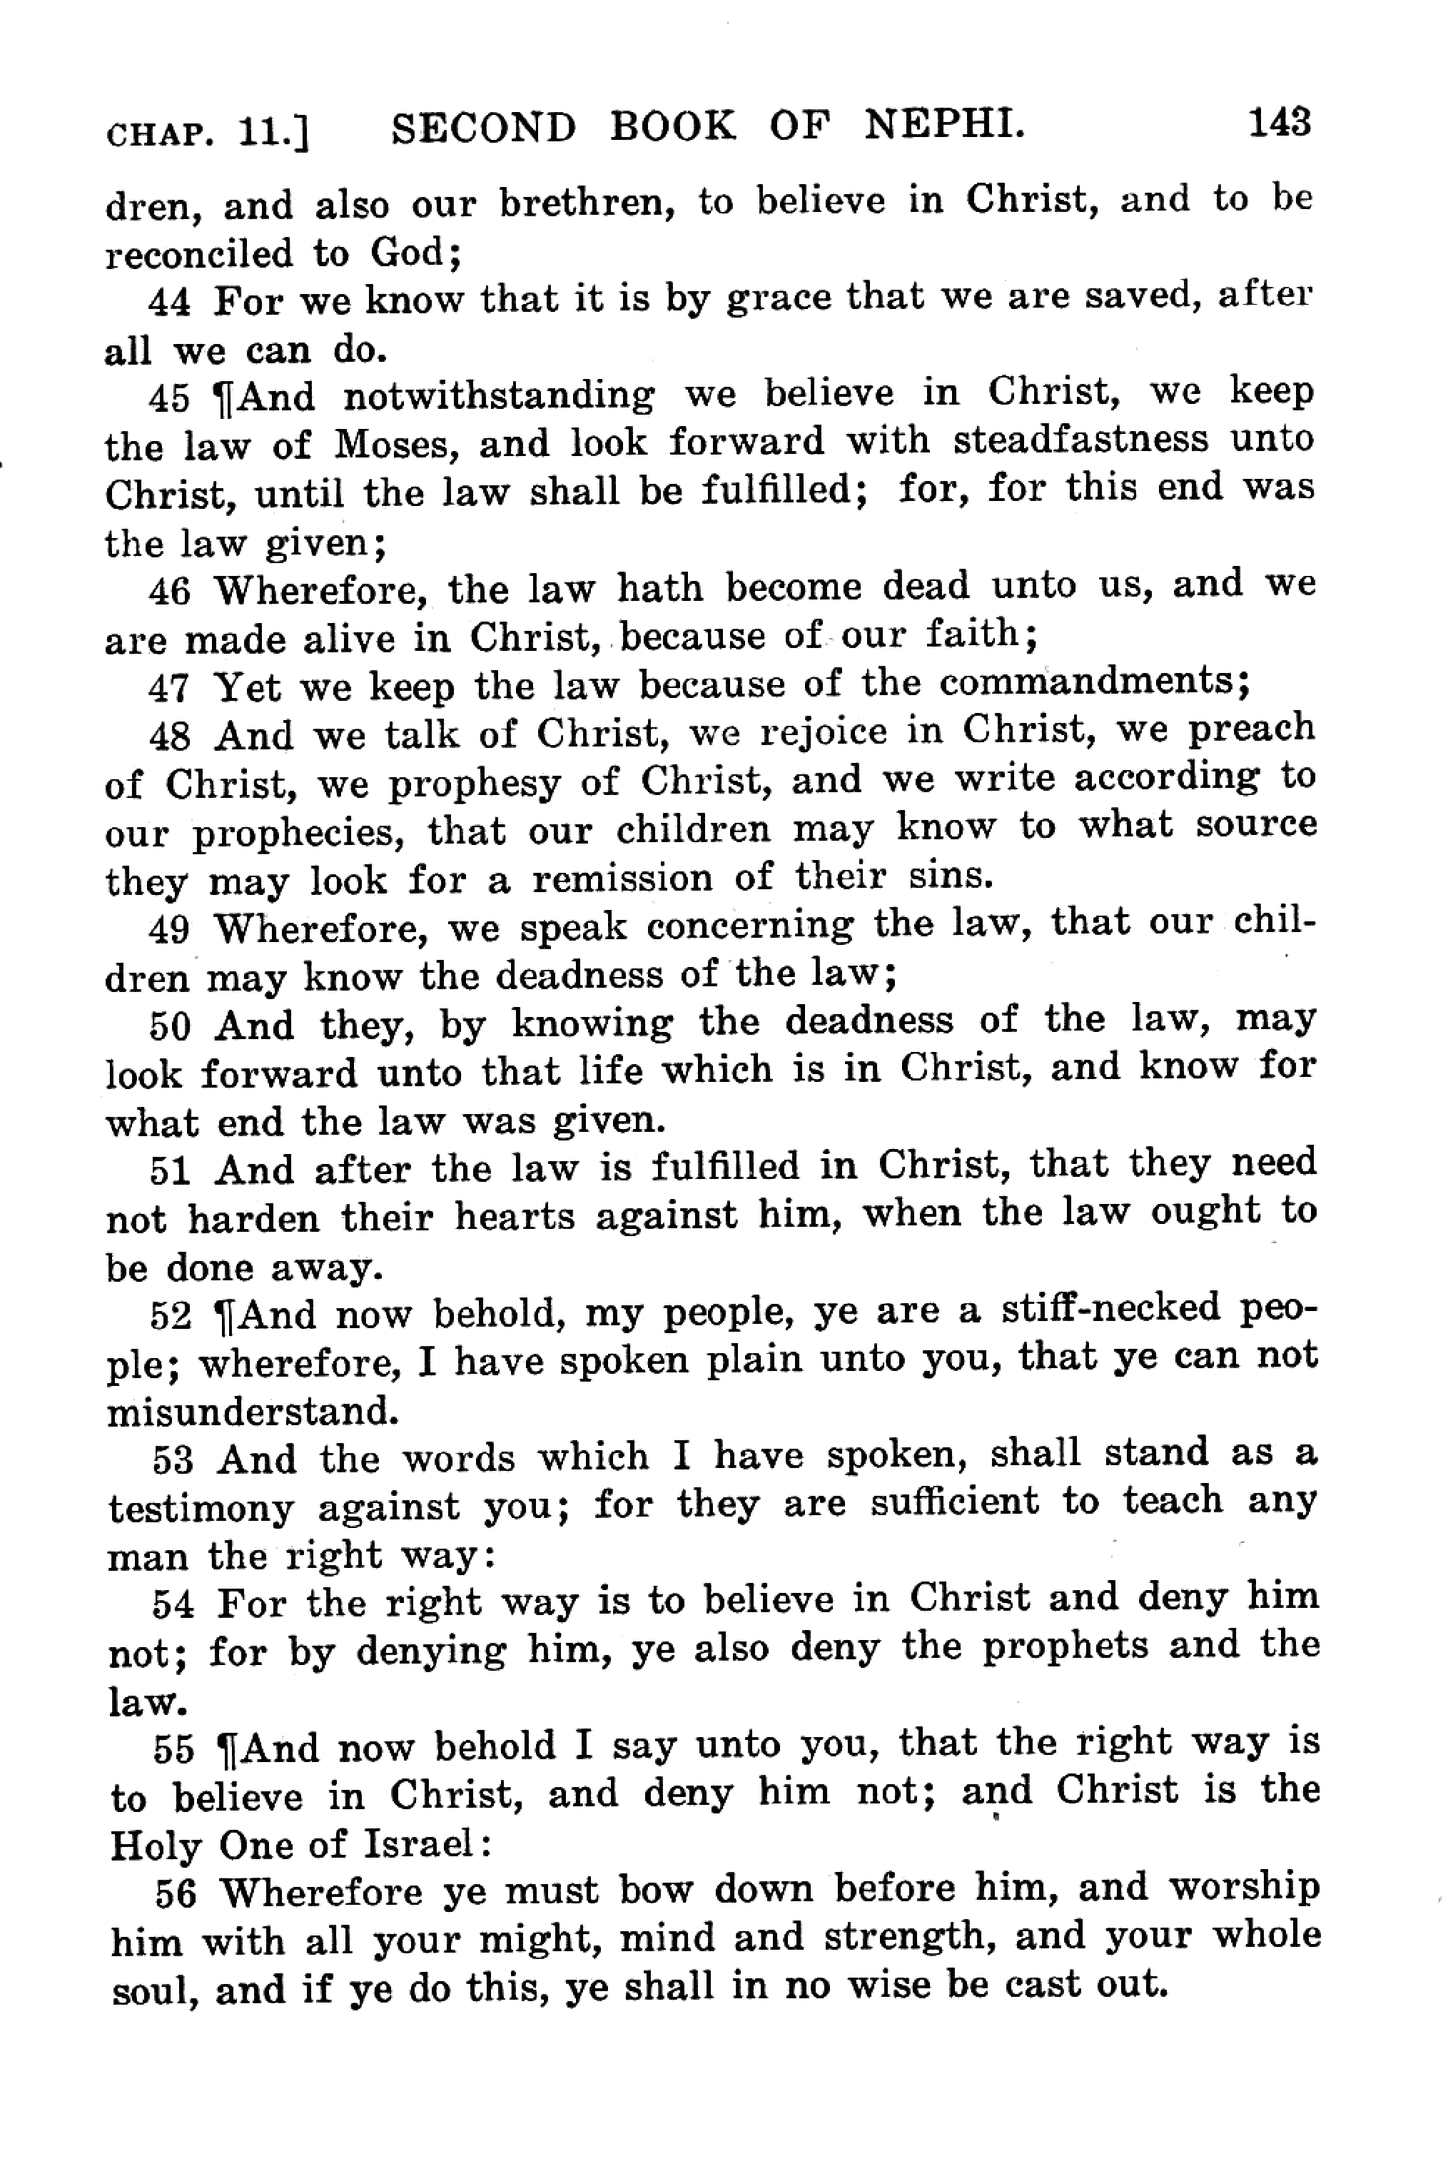 CHAP. 11.] SECOND BOOK OF NEPHI. 143
dren, and also our brethren, to believe in Christ, and to be
reconciled to God;
44 For we know that it is by grace that we are saved, after
all we can do.
45 ¶And notwithstanding we believe in Christ, we keep
the law of Moses, and look forward with steadfastness unto
Christ, until the law shall be fulfilled; for, for this end was
the law given;
46 Wherefore, the law hath become dead unto us, and we
are made alive in Christ, because of our faith;
47 Yet we keep the law because of the commandments;
48 And we talk of Christ, we rejoice in Christ, we preach
of Christ, we prophesy of Christ, and we write according to
our prophecies, that our children may know to what source
they may look for a remission of their sins.
49 Wherefore, we speak concerning the law, that our chil-
dren may know the deadness of the law;
50 And they, by knowing the deadness of the law, may
look forward unto that life which is in Christ, and know for
what end the law was given.
51 And after the law is fulfilled in Christ, that they need
not harden their hearts against him, when the law ought to
be done away.
52 ¶And now behold, my people, ye are a stiff-necked peo-
ple; wherefore, I have spoken plain unto you, that ye can not
misunderstand.
53 And the words which I have spoken, shall stand as a
testimony against you; for they are sufficient to teach any
man the right way:
54 For the right way is to believe in Christ and deny him
not; for by denying him, ye also deny the prophets and the
law.
55 ¶And now behold I say unto you, that the right way is
to believe in Christ, and deny him not; and Christ is the
Holy One of Israel:
56 Wherefore ye must bow down before him, and worship
him with all your might, mind and strength, and your whole
soul, and if ye do this, ye shall in no wise be cast out.